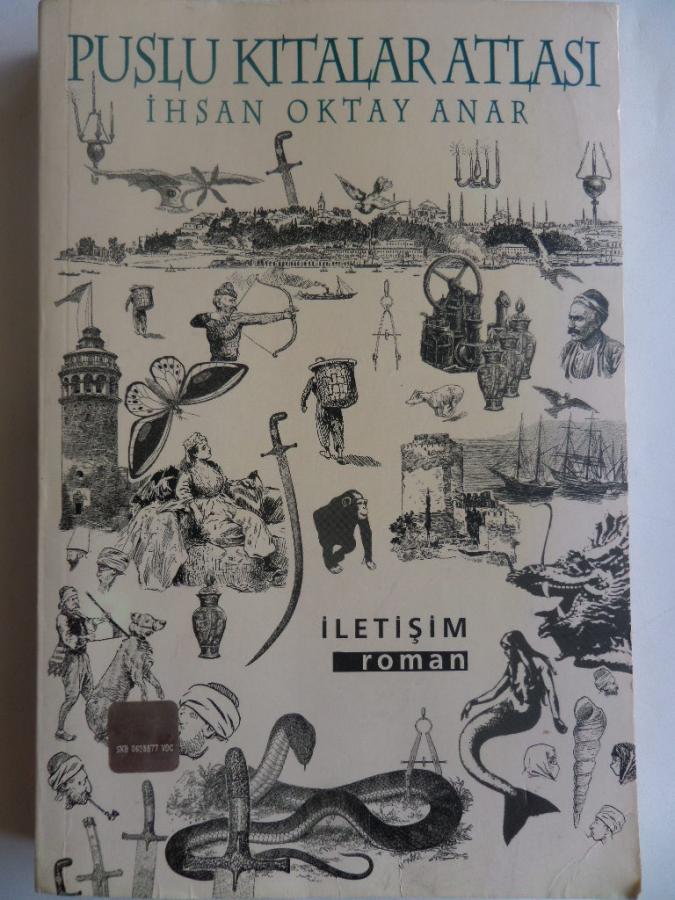 PUSLU KITALAR ATLASI
İHSAN OKTAY ANAR
İLETİŞİM
roman